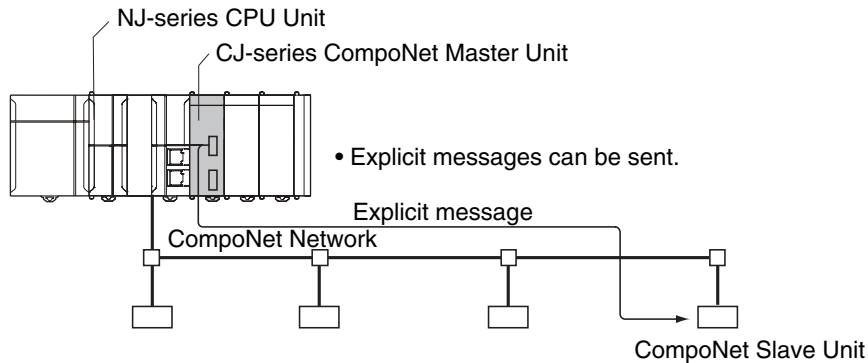 NJ-series CPU Unit
CJ-series CompoNet Master Unit
• Explicit messages can be sent.
Explicit message
CompoNet Network
CompoNet Slave Unit